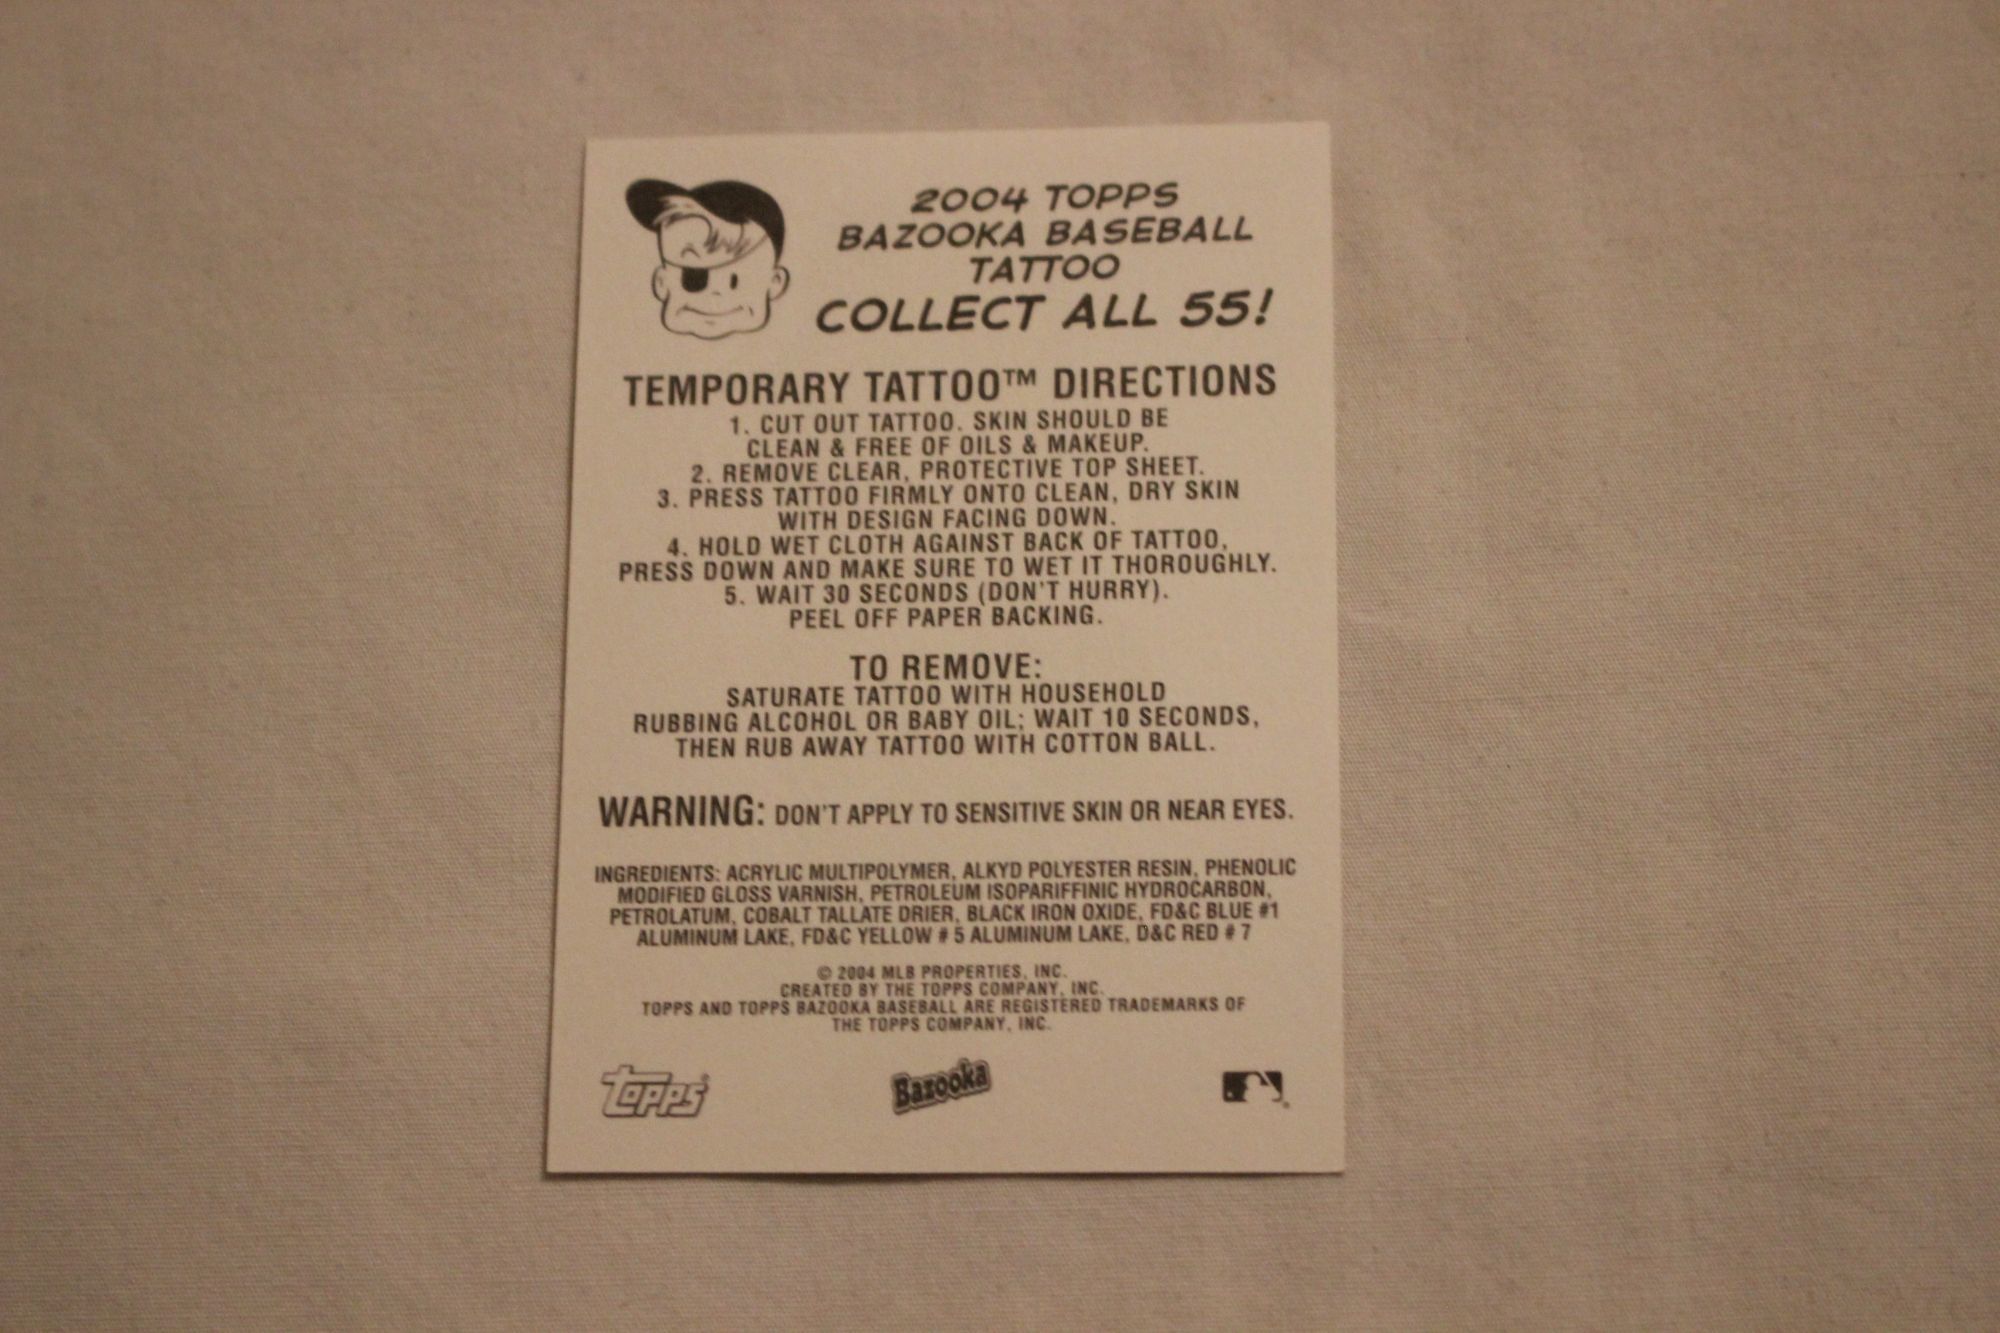 2004 TOPPS
BAZOOKA BASEBALL
TATTOO
COLLECT ALL 55!
TEMPORARY TATTOO™ DIRECTIONS
1. CUT OUT TATTOO. SKIN SHOULD BE
CLEAN & FREE OF OILS & MAKEUP.
2. REMOVE CLEAR, PROTECTIVE TOP SHEET.
3. PRESS TATTOO FIRMLY ONTO CLEAN, DRY SKIN
WITH DESIGN FACING DOWN.
4. HOLD WET CLOTH AGAINST BACK OF TATTOO,
PRESS DOWN AND MAKE SURE TO WET IT THOROUGHLY.
5. WAIT 30 SECONDS (DON'T HURRY).
PEEL OFF PAPER BACKING.
TO REMOVE:
SATURATE TATTOO WITH HOUSEHOLD
RUBBING ALCOHOL OR BABY OIL; WAIT 10 SECONDS,
THEN RUB AWAY TATTOO WITH COTTON BALL.
WARNING: DON'T APPLY TO SENSITIVE SKIN OR NEAR EYES.
INGREDIENTS: ACRYLIC MULTIPOLYMER, ALKYD POLYESTER RESIN, PHENOLIC
MODIFIED GLOSS VARNISH, PETROLEUM ISOPARIFFINIC HYDROCARBON,
PETROLATUM, COBALT TALLATE DRIER, BLACK IRON OXIDE, FD&C BLUE #1
ALUMINUM LAKE, FD&C YELLOW # 5 ALUMINUM LAKE, D&C RED # 7
© 2004 MLB PROPERTIES, INC.
CREATED BY THE TOPPS COMPANY, INC.
TOPPS AND TOPPS BAZOOKA BASEBALL ARE REGISTERED TRADEMARKS OF
THE TOPPS COMPANY, INC.
TOPPS® Bazooka ®